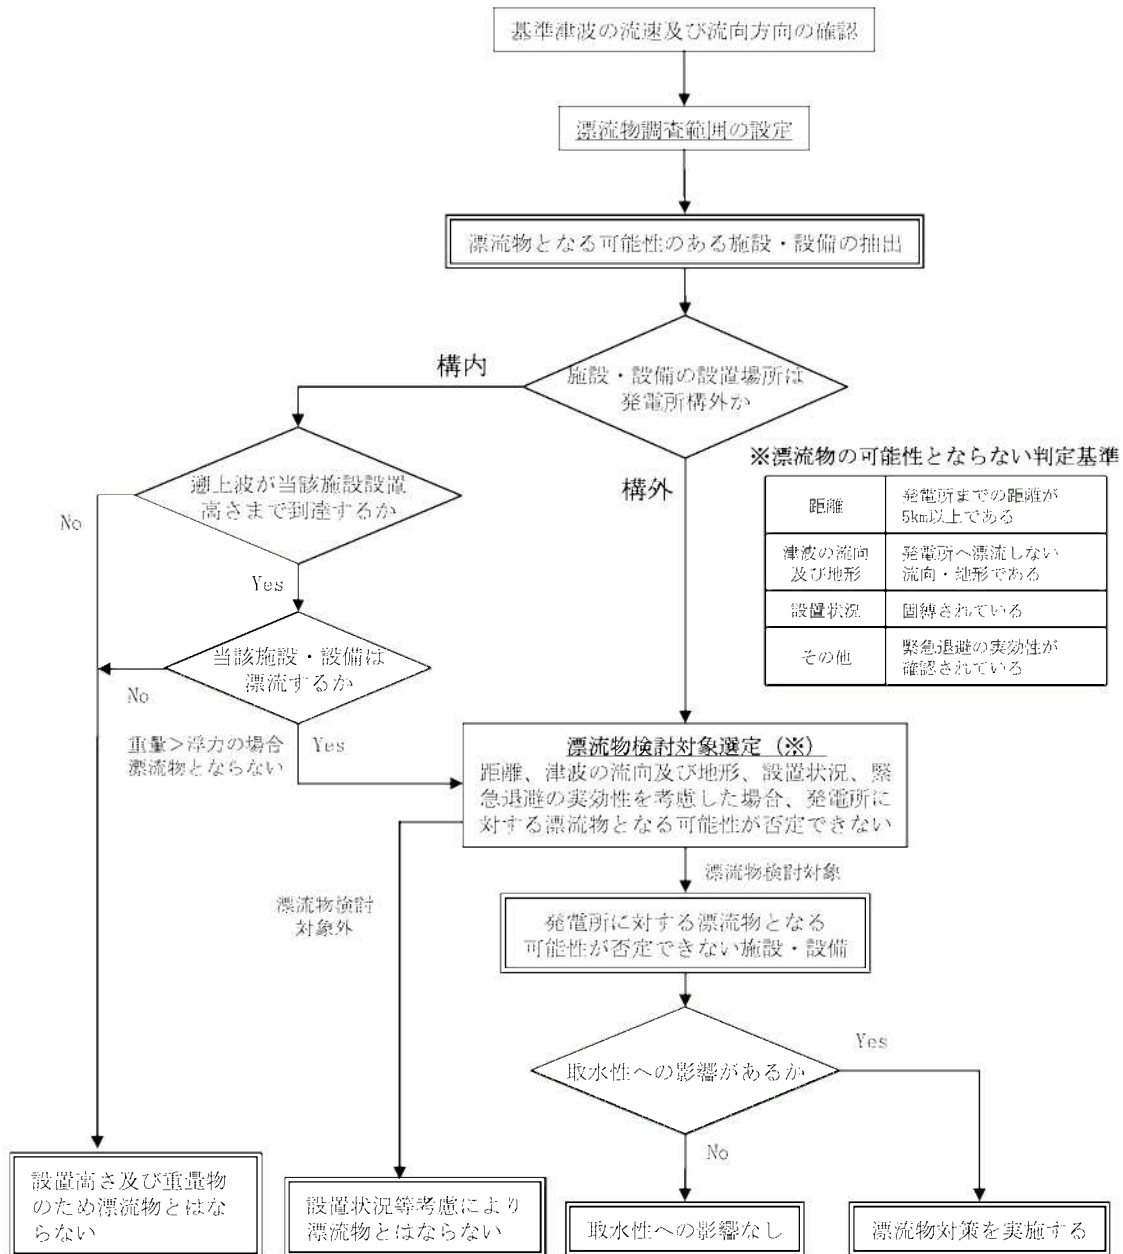 基準津波の流速及び流向方向の確認
漂流物調査範囲の設定
漂流物となる可能性のある施設・設備の抽出
施設・設備の設置場所は
発電所構外か
構内
構外
遡上波が当該施設設置
高さまで到達するか
No
Yes
当該施設・設備は
漂流するか
No
Yes
重量＞浮力の場合
漂流物とならない
※漂流物の可能性とならない判定基準
距離
発電所までの距離が
5km以上である
津波の流向
及び地形
発電所へ漂流しない
流向・地形である
設置状況
固縛されている
その他
緊急退避の実効性が
確認されている
漂流物検討対象選定（※）
距離、津波の流向及び地形、設置状況、緊
急退避の実効性を考慮した場合、発電所に
対する漂流物となる可能性が否定できない
漂流物検討対象
漂流物検討
対象外
発電所に対する漂流物となる
可能性が否定できない施設・設備
取水性への影響があるか
Yes
No
設置高さ及び重量物
のため漂流物とはな
らない
設置状況等考慮により
漂流物とはならない
取水性への影響なし
漂流物対策を実施する